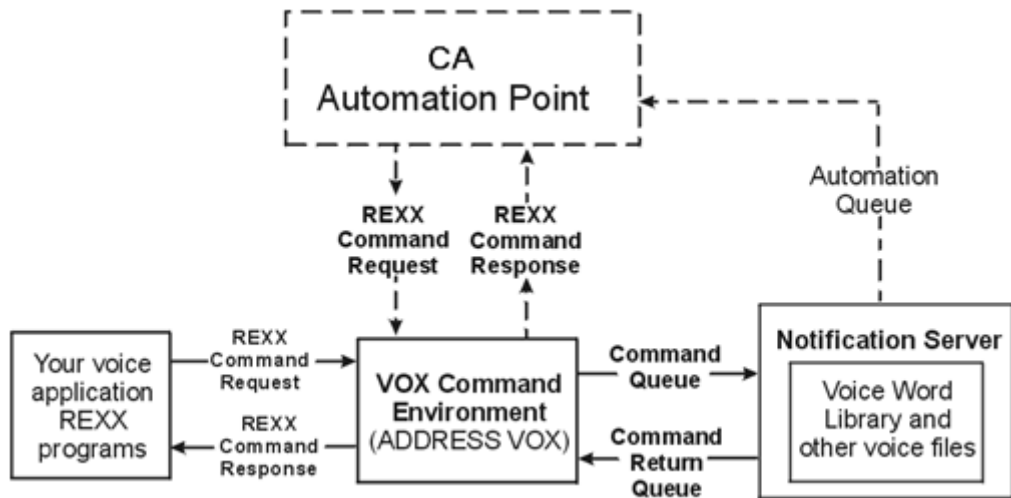 CA
Automation Point
REXX
Command
Request
REXX
Command
Response
Automation
Queue
Your voice
application
REXX
programs
REXX
Command
Request
REXX
Command
Response
VOX Command
Environment
(ADDRESS VOX)
Command
Queue
Command
Return
Queue
Notification Server
Voice Word
Library and
other voice files